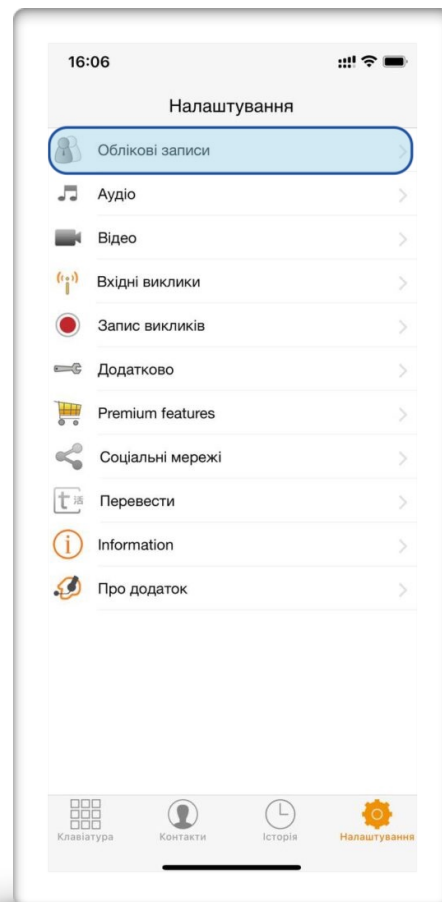 16:06
Налаштування
Облікові записи
Аудіо
Відео
Вхідні виклики
Запис викликів
Додатково
Premium features
Соціальні мережі
Перевести
Information
Про додаток
Клавіатура Контакти Історія Налаштування